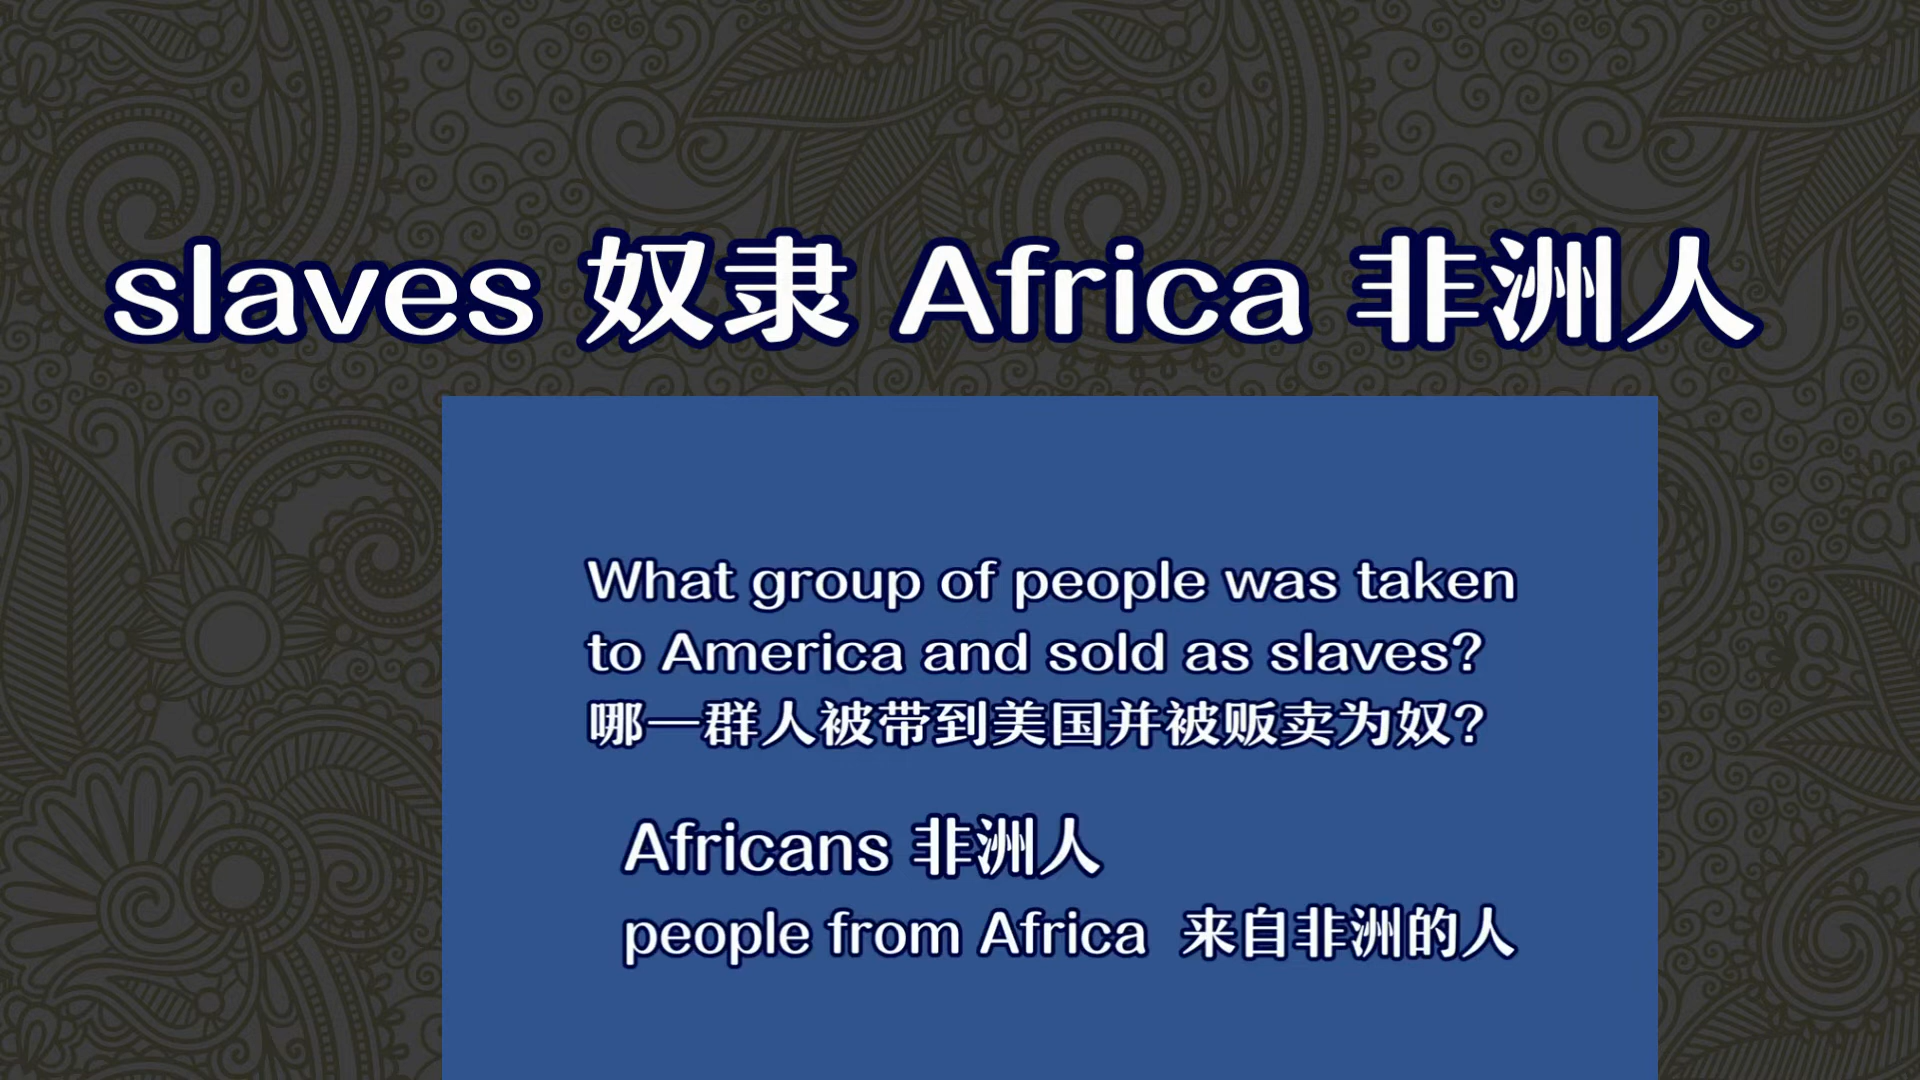 slaves 奴隶 Africa 非洲人
What group of people was taken
to America and sold as slaves?
哪一群人被带到美国并被贩卖为奴?
Africans 非洲人
people from Africa 来自非洲的人